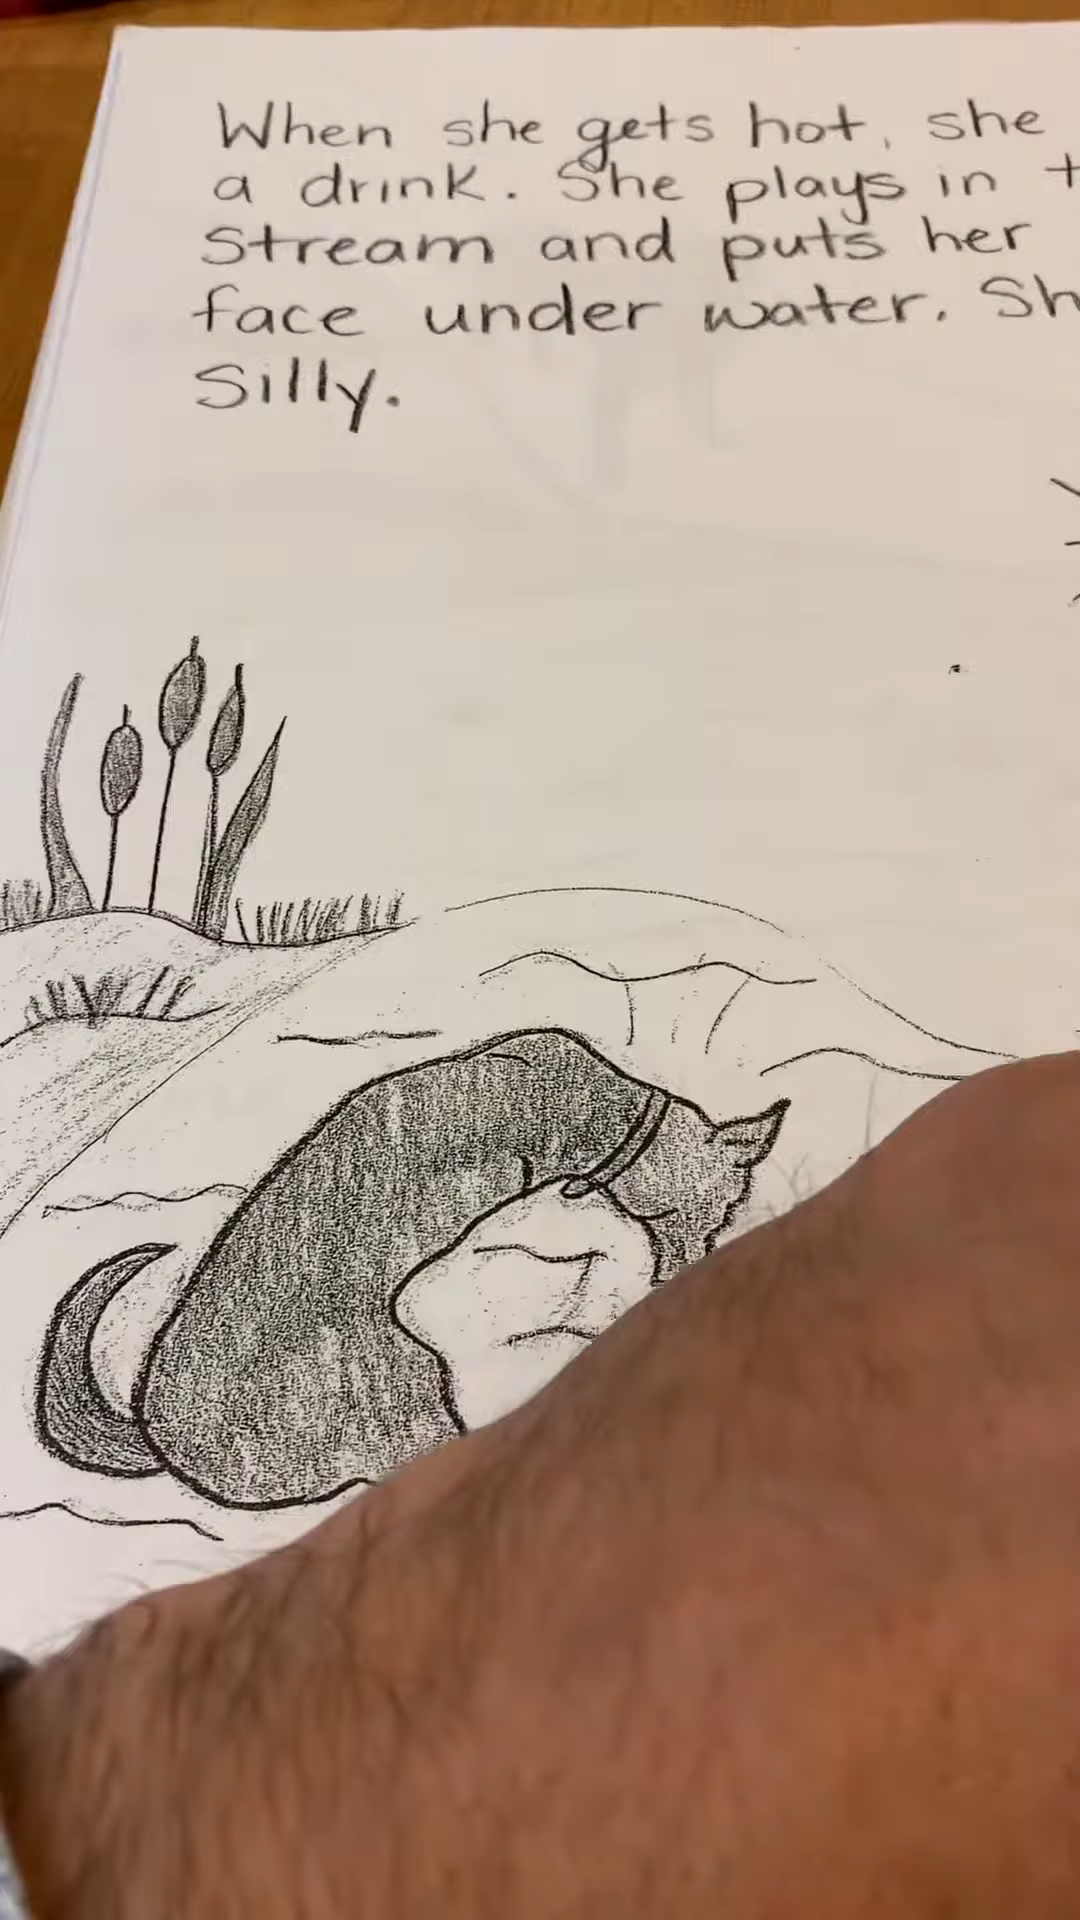 When she gets hot, she
a drink. She plays in
Stream and puts her
face under water.
Silly.